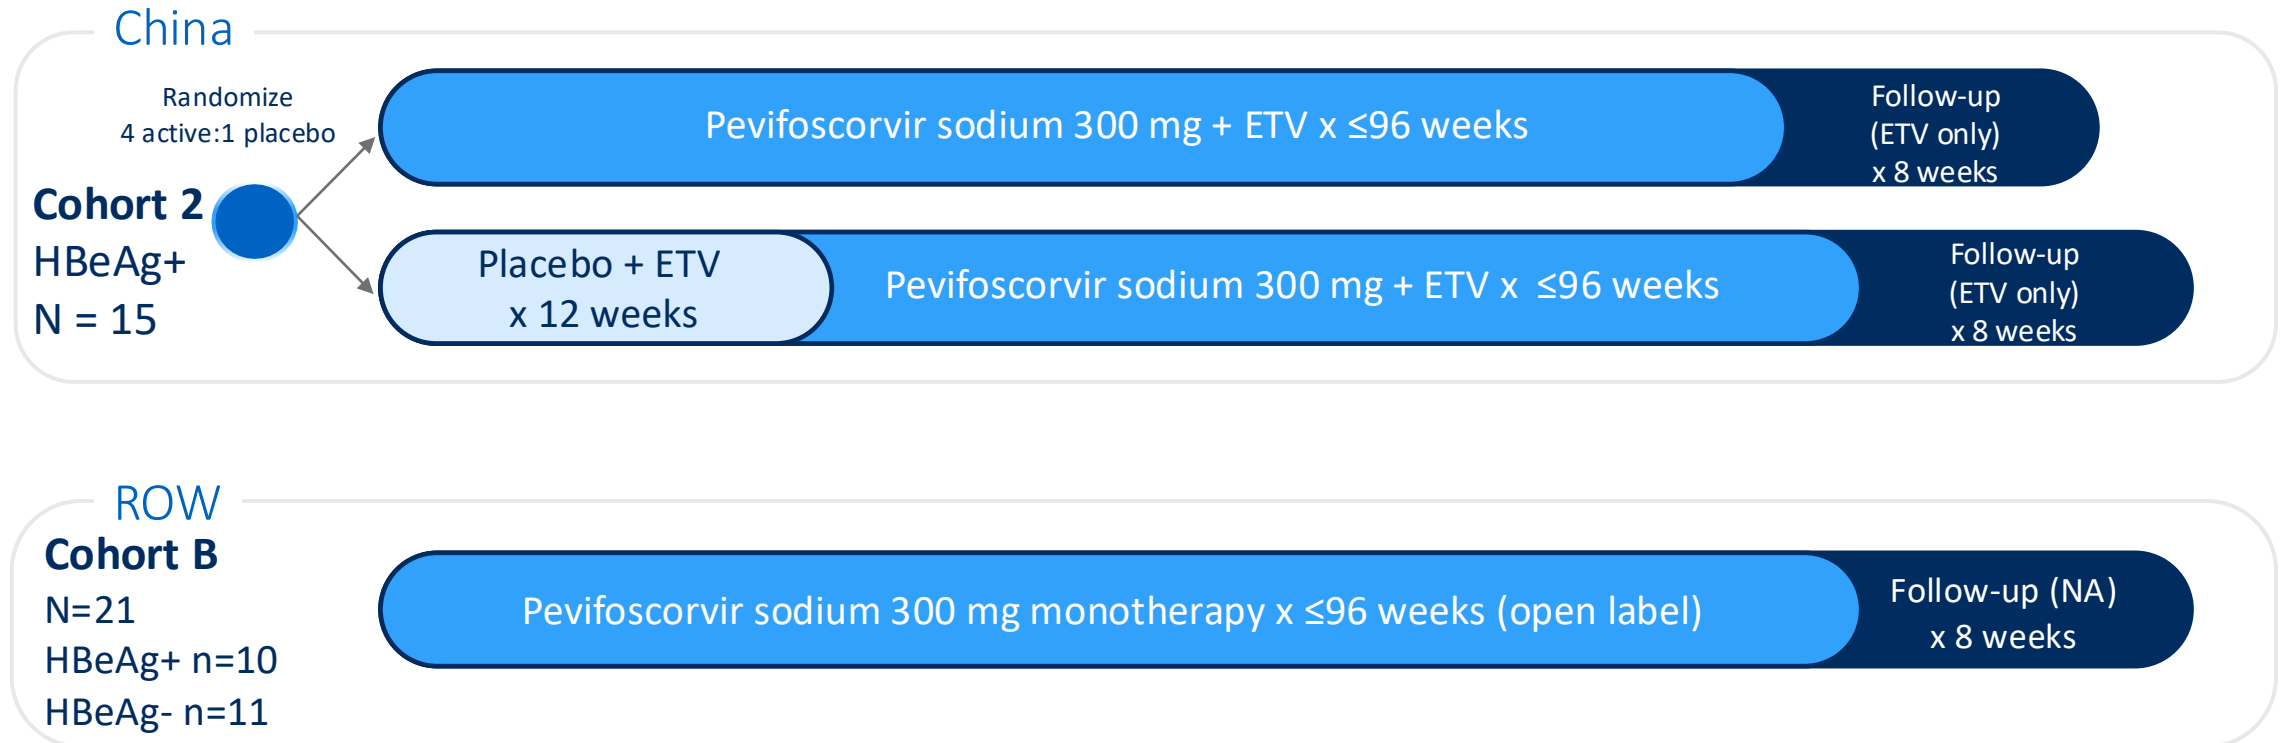 China
Randomize
4 active:1 placebo
Cohort 2
HBeAg+
N = 15
Pevifoscorvir sodium 300 mg + ETV x ≤96 weeks
Follow-up
(ETV only)
x 8 weeks
Placebo + ETV
x 12 weeks
Pevifoscorvir sodium 300 mg + ETV x ≤96 weeks
Follow-up
(ETV only)
x 8 weeks
ROW
Cohort B
N=21
HBeAg+ n=10
HBeAg- n=11
Pevifoscorvir sodium 300 mg monotherapy x ≤96 weeks (open label)
Follow-up (NA)
x 8 weeks